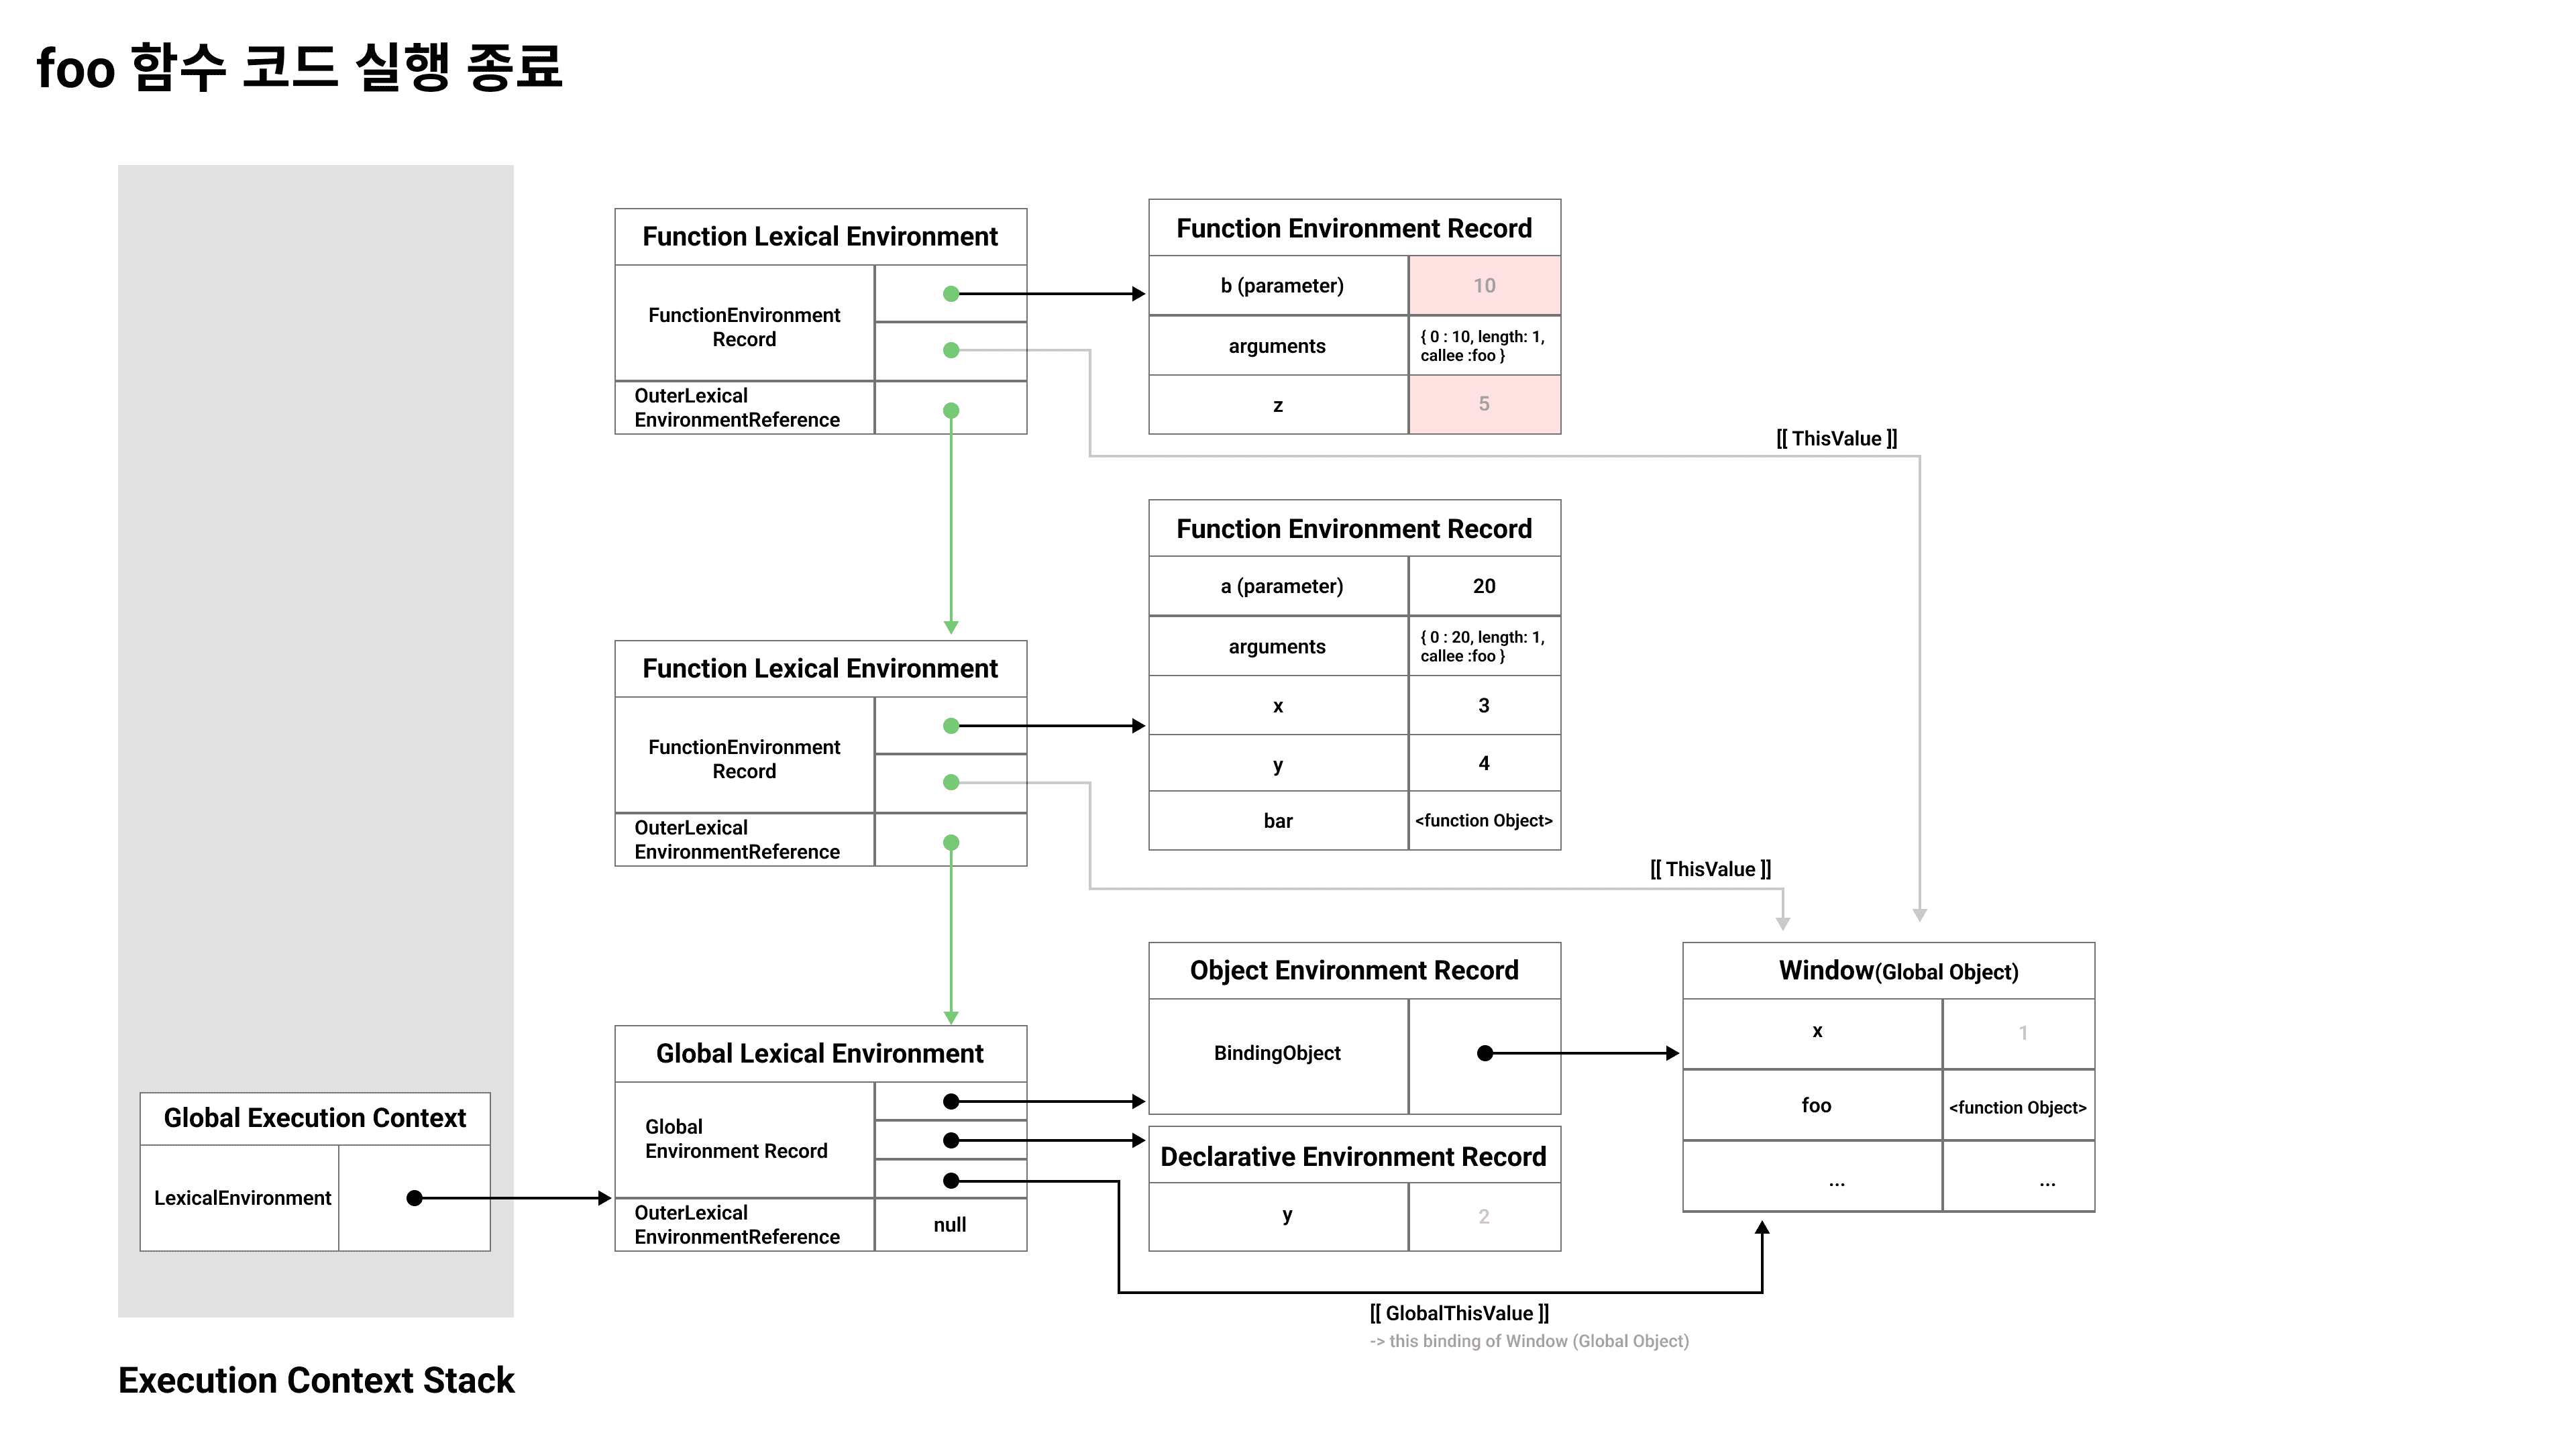 foo 함수 코드 실행 종료
Function Lexical Environment
FunctionEnvironment
Record
OuterLexical
EnvironmentReference
Function Environment Record
b (parameter)
10
arguments
{ 0 : 10, length: 1,
callee :foo }
z
5
[[ ThisValue ]]
Function Environment Record
a (parameter)
20
arguments
{ 0 : 20, length: 1,
callee :foo }
x
3
y
4
bar
<function Object>
Function Lexical Environment
FunctionEnvironment
Record
OuterLexical
EnvironmentReference
[[ ThisValue ]]
Object Environment Record
BindingObject
Window(Global Object)
x
1
foo
<function Object>
...
...
Global Lexical Environment
Global
Environment Record
OuterLexical
EnvironmentReference
null
Declarative Environment Record
y
2
Global Execution Context
LexicalEnvironment
[[ GlobalThisValue ]]
-> this binding of Window (Global Object)
Execution Context Stack